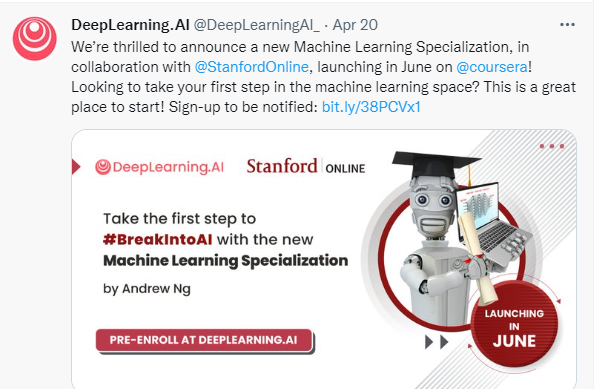 DeepLearning.AI @DeepLearningAI_ · Apr 20
We're thrilled to announce a new Machine Learning Specialization, in
collaboration with @StanfordOnline, launching in June on @coursera!
Looking to take your first step in the machine learning space? This is a great
place to start! Sign-up to be notified: bit.ly/38PCVx1
DeepLearning.AI Stanford | ONLINE
Take the first step to
#BreakIntoAI with the new
Machine Learning Specialization
by Andrew Ng
PRE-ENROLL AT DEEPLEARNING.AI
LAUNCHING
IN
JUNE